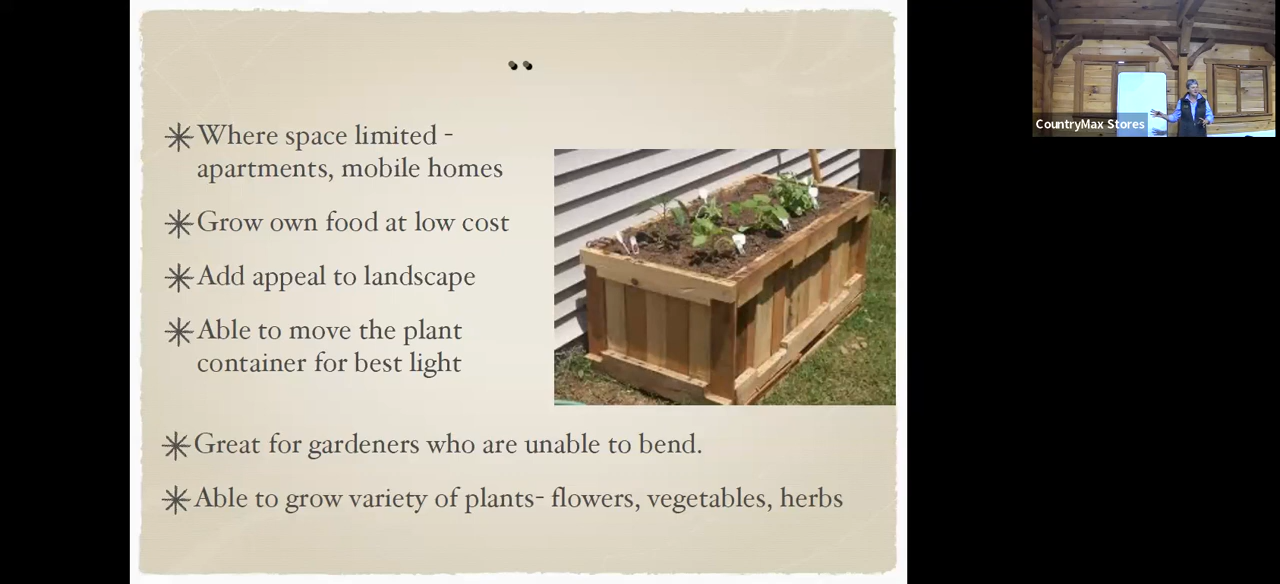 Where space limited -
apartments, mobile homes
Grow own food at low cost
Add appeal to landscape
Able to move the plant
container for best light
Great for gardeners who are unable to bend.
Able to grow variety of plants- flowers, vegetables, herbs
CountryMax Stores